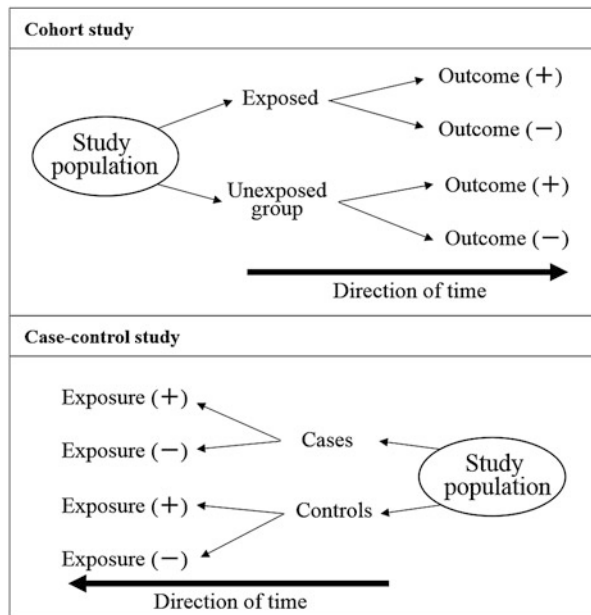 Cohort study
Study
population
Exposed
Unexposed
group
Outcome (+)
Outcome (−)
Outcome (+)
Outcome (−)
Direction of time
Case-control study
Exposure (+)
Exposure (−)
Exposure (+)
Exposure (−)
Cases
Controls
Study
population
Direction of time